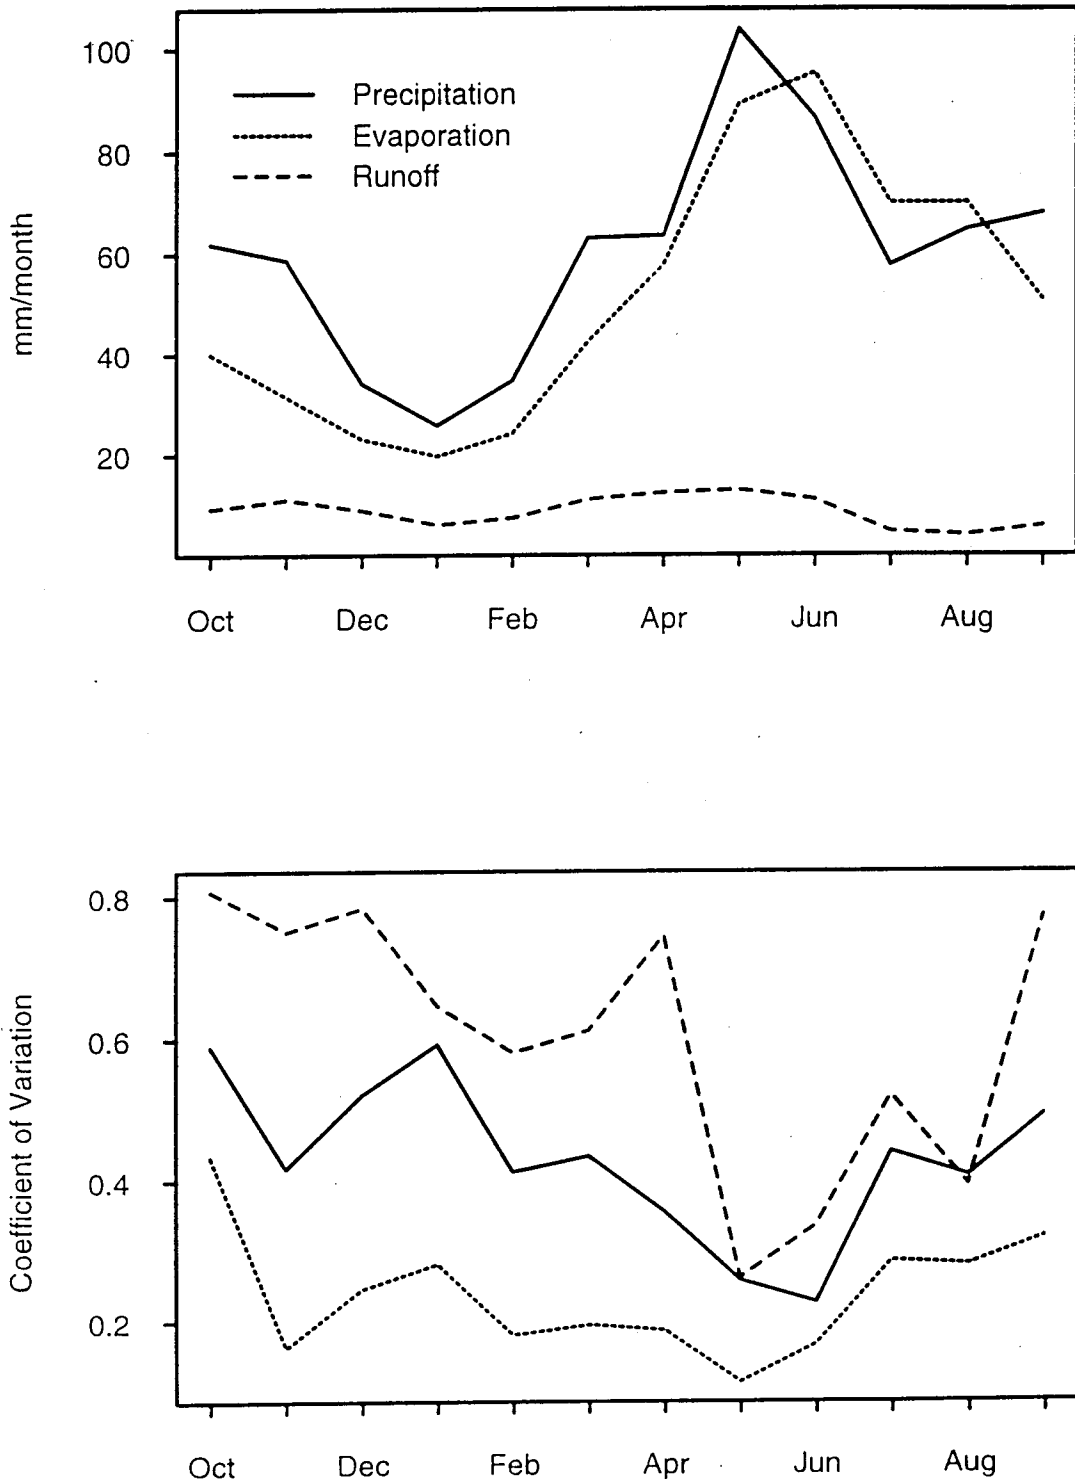 100
80
60
40
20
mm/month
Precipitation
Evaporation
Runoff
Oct Dec Feb Apr Jun Aug
0.8
0.6
0.4
0.2
Coefficient of Variation
Oct Dec Feb Apr Jun Aug